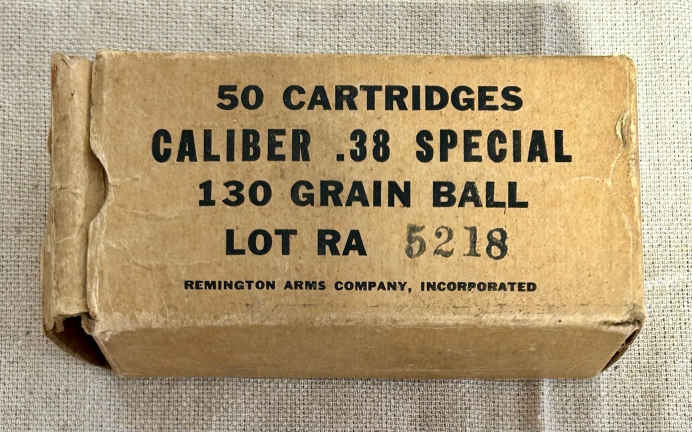 50 CARTRIDGES
CALIBER .38 SPECIAL
130 GRAIN BALL
LOT RA 5218
REMINGTON ARMS COMPANY, INCORPORATED